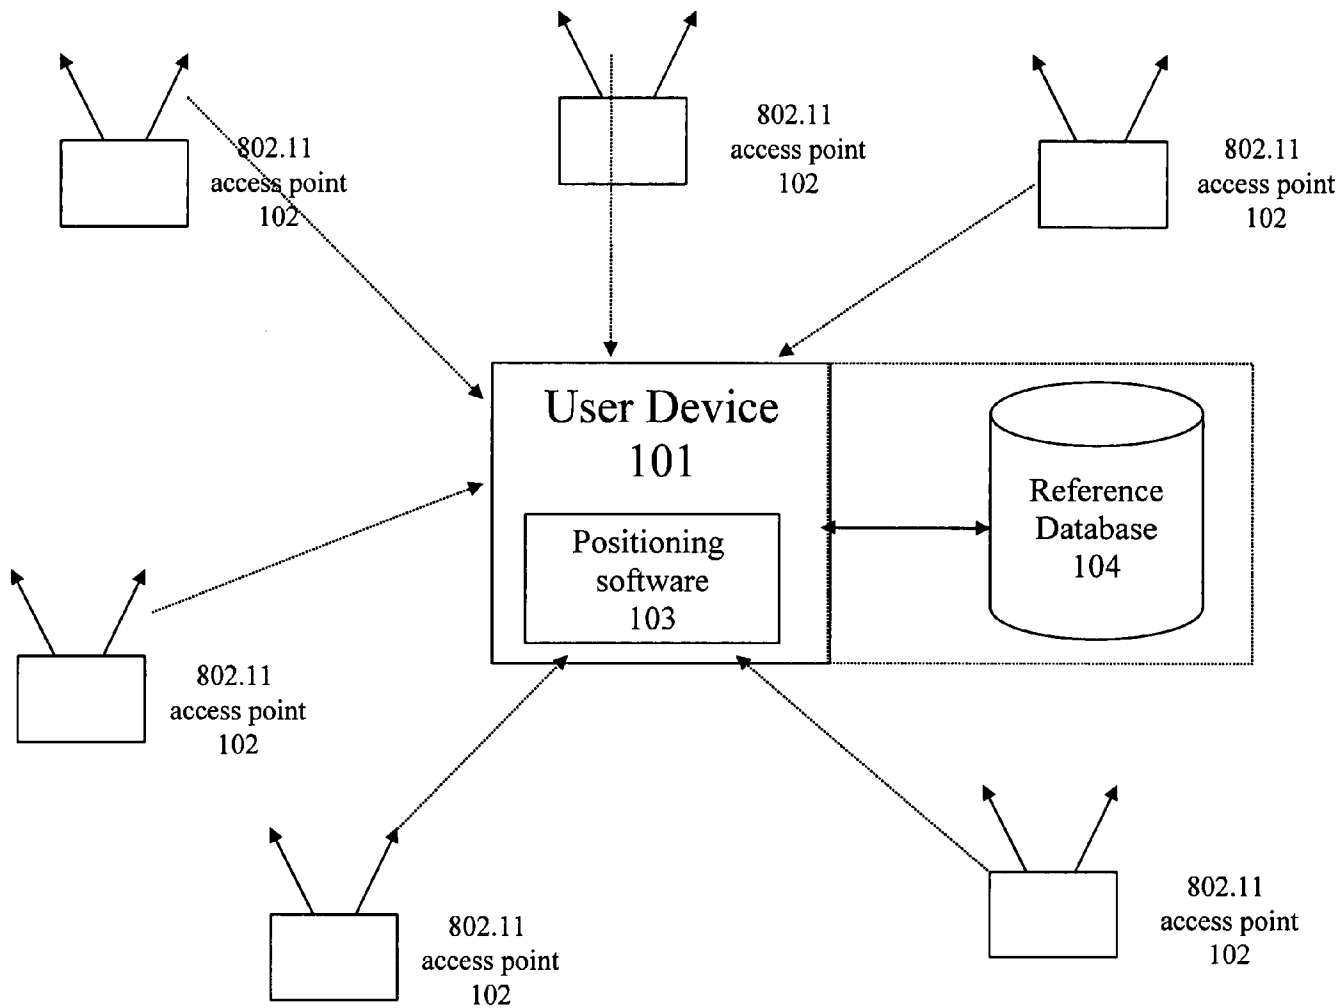 802.11
access point
102
802.11
access point
102
802.11
access point
102
User Device
101
Positioning
software
103
Reference
Database
104
802.11
access point
102
802.11
access point
102
802.11
access point
102